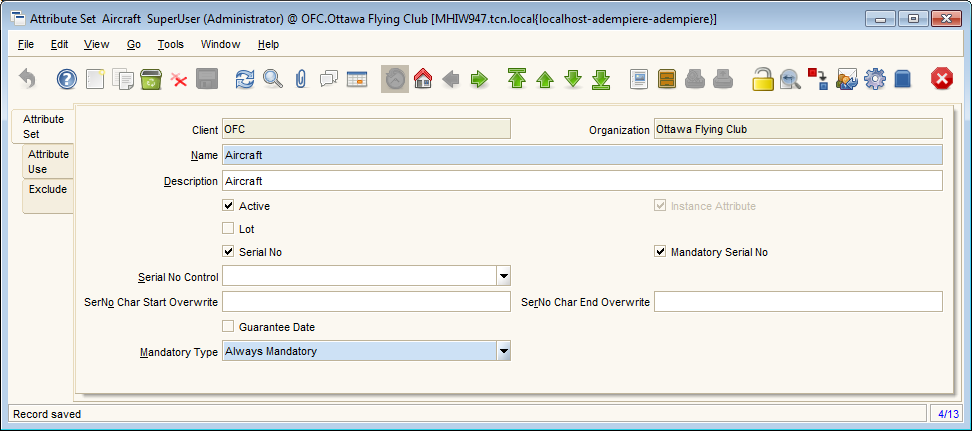 Attribute Set  Aircraft  SuperUser (Administrator) @ OFC.Ottawa Flying Club [MHIW947.tcn.local{localhost-adempiere-adempiere}]
File Edit View Go Tools Window Help
Attribute
Set
Attribute
Use
Exclude
Client OFC Organization Ottawa Flying Club
Name Aircraft
Description Aircraft
Active Instance Attribute
Lot
Serial No Mandatory Serial No
Serial No Control
SerNo Char Start Overwrite SerNo Char End Overwrite
Guarantee Date
Mandatory Type Always Mandatory
Record saved 4/13